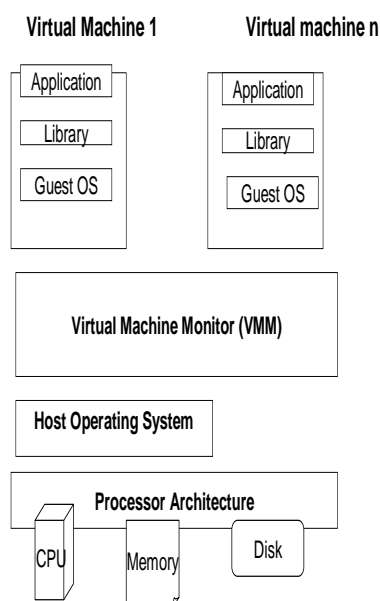 Virtual Machine 1
Virtual machine n
Application
Library
Guest OS
Application
Library
Guest OS
Virtual Machine Monitor (VMM)
Host Operating System
Processor Architecture
CPU
Memory
Disk